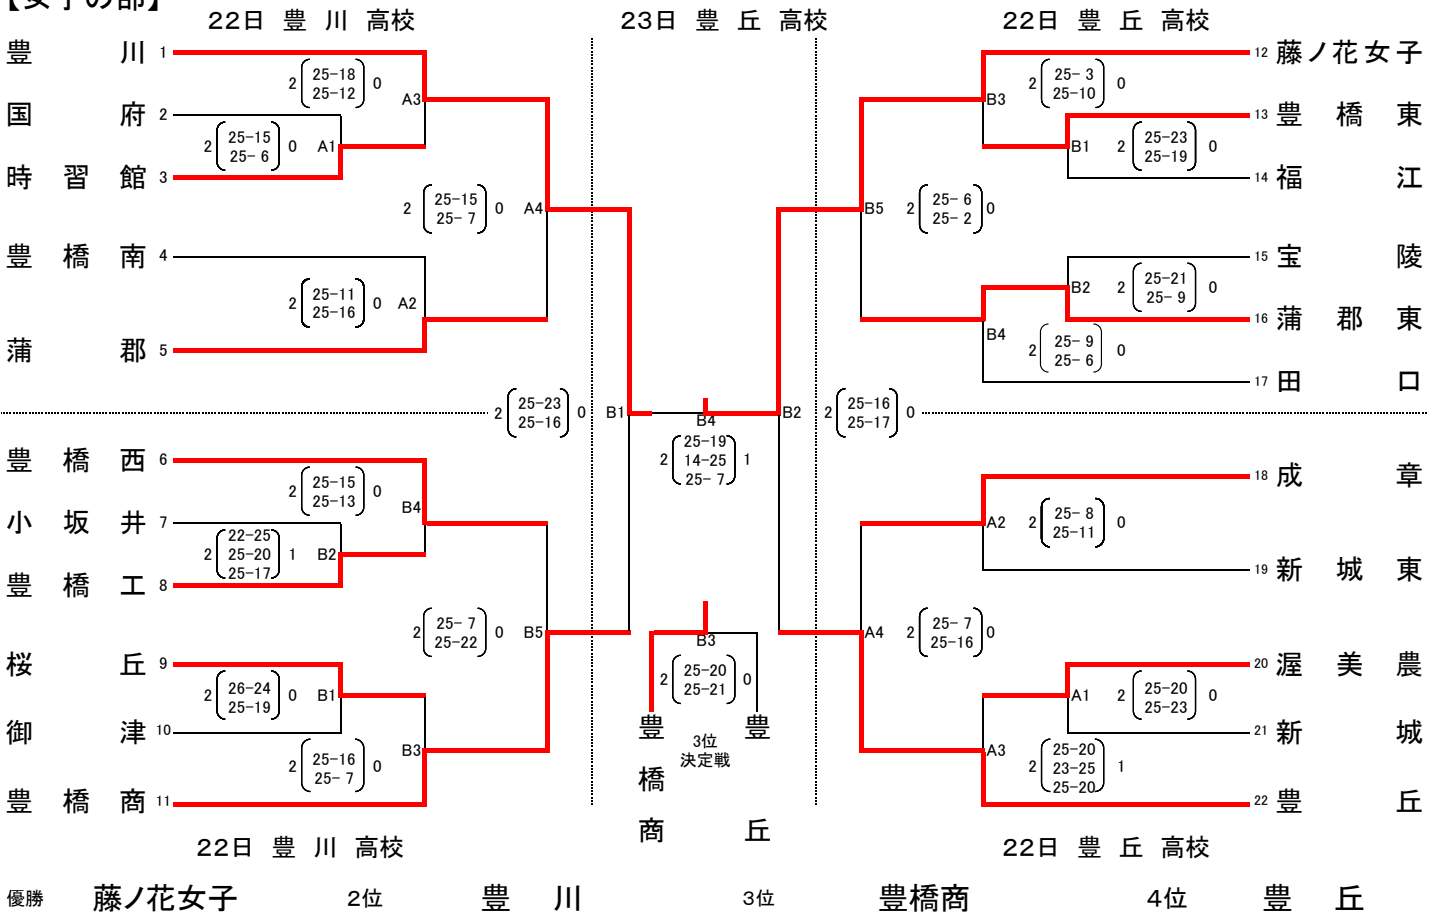 【女子の部】
22日 豊 川 高校
23日 豊 丘 高校
22日 豊 丘 高校
豊 川 1
2 25-18 25-12 0 A3
国 府 2
2 25-15 25- 6 0 A1
時 習 館 3
2 25-15 25- 7 0 A4
豊 橋 南 4
2 25-11 25-16 0 A2
蒲 郡 5
2 25-23 25-16 0 B1
豊 橋 西 6
2 25-15 25-13 0 B4
小 坂 井 7
2 22-25 25-20 25-17 1 B2
豊 橋 工 8
2 25- 7 25-22 0 B5
桜 丘 9
2 26-24 25-19 0 B1
御 津 10
2 25-16 25- 7 0 B3
豊 橋 商 11
B4
2 25-19 14-25 25- 7 1
B3
2 25-20 25-21 0
豊橋商
3位
決定戦
豊丘
12 藤ノ花女子
B3 2 25- 3 25-10 0
13 豊 橋 東
B1 2 25-23 25-19 0
14 福 江
B5 2 25- 6 25- 2 0
15 宝 陵
B2 2 25-21 25- 9 0
16 蒲 郡 東
B4 2 25- 9 25- 6 0
17 田 口
B2 2 25-16 25-17 0
18 成 章
A2 2 25- 8 25-11 0
19 新 城 東
A4 2 25- 7 25-16 0
20 渥 美 農
A1 2 25-20 25-23 0
21 新 城
A3 2 25-20 23-25 25-20 1
22 豊 丘
22日 豊 川 高校
22日 豊 丘 高校
優勝 藤ノ花女子 2位 豊 川 3位 豊橋商 4位 豊 丘